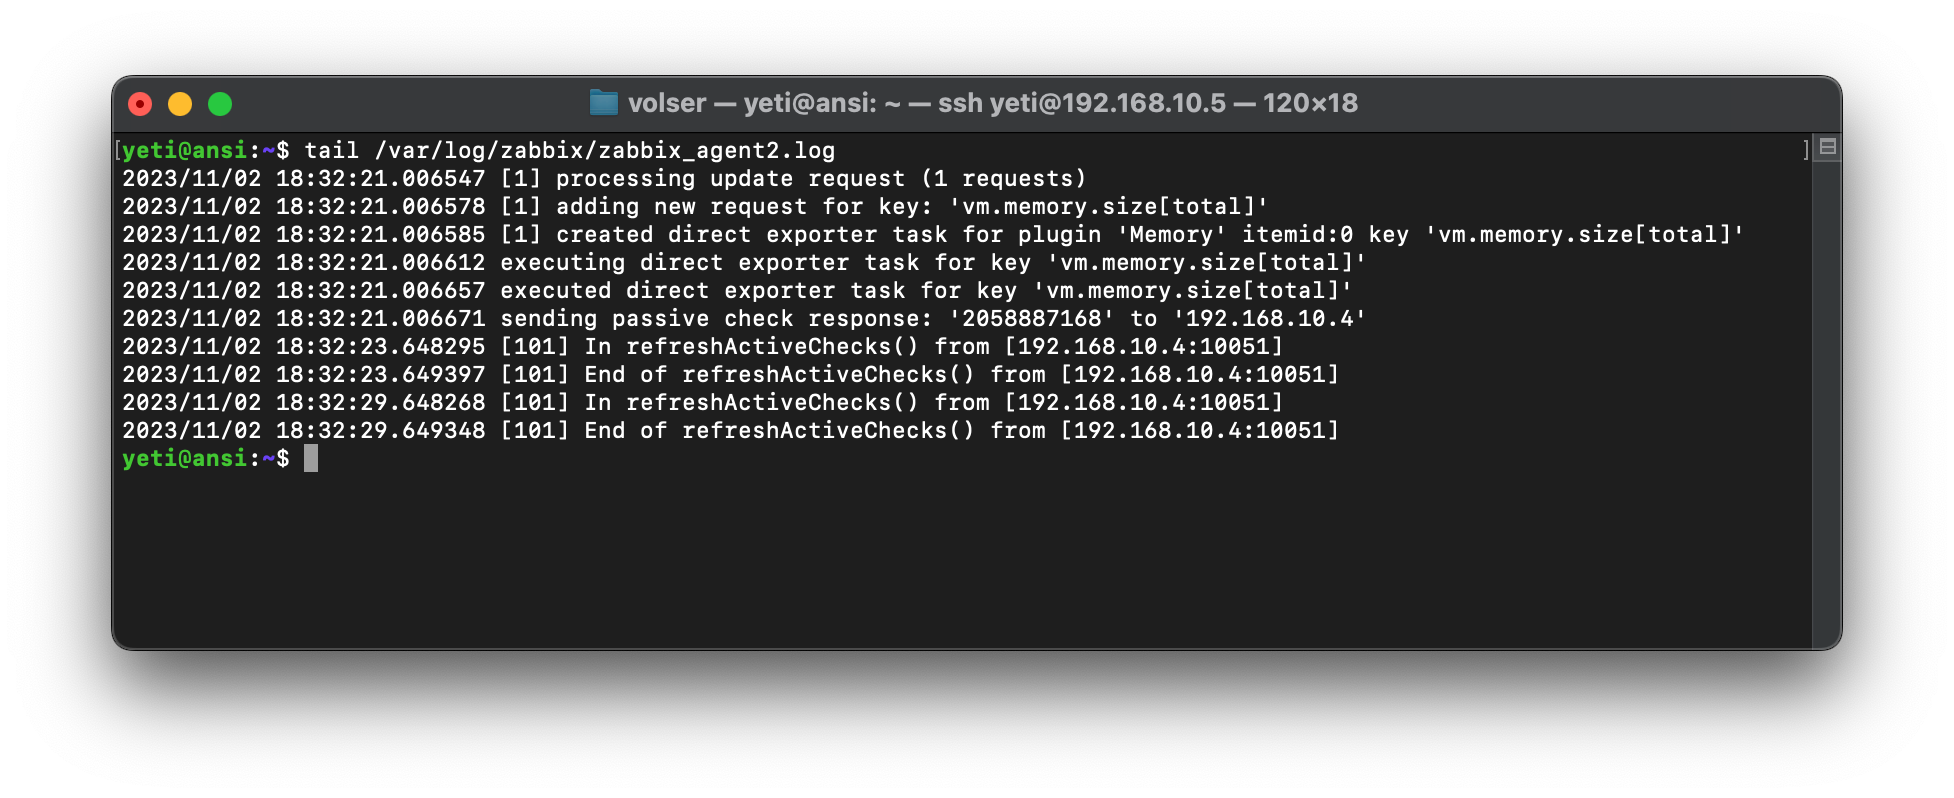 volser — yeti@ansi: ~ — ssh yeti@192.168.10.5 — 120×18
[yeti@ansi:~$ tail /var/log/zabbix/zabbix_agent2.log ]
2023/11/02 18:32:21.006547 [1] processing update request (1 requests)
2023/11/02 18:32:21.006578 [1] adding new request for key: 'vm.memory.size[total]'
2023/11/02 18:32:21.006585 [1] created direct exporter task for plugin 'Memory' itemid:0 key 'vm.memory.size[total]'
2023/11/02 18:32:21.006612 executing direct exporter task for key 'vm.memory.size[total]'
2023/11/02 18:32:21.006657 executed direct exporter task for key 'vm.memory.size[total]'
2023/11/02 18:32:21.006671 sending passive check response: '2058887168' to '192.168.10.4'
2023/11/02 18:32:23.648295 [101] In refreshActiveChecks() from [192.168.10.4:10051]
2023/11/02 18:32:23.649397 [101] End of refreshActiveChecks() from [192.168.10.4:10051]
2023/11/02 18:32:29.648268 [101] In refreshActiveChecks() from [192.168.10.4:10051]
2023/11/02 18:32:29.649348 [101] End of refreshActiveChecks() from [192.168.10.4:10051]
yeti@ansi:~$